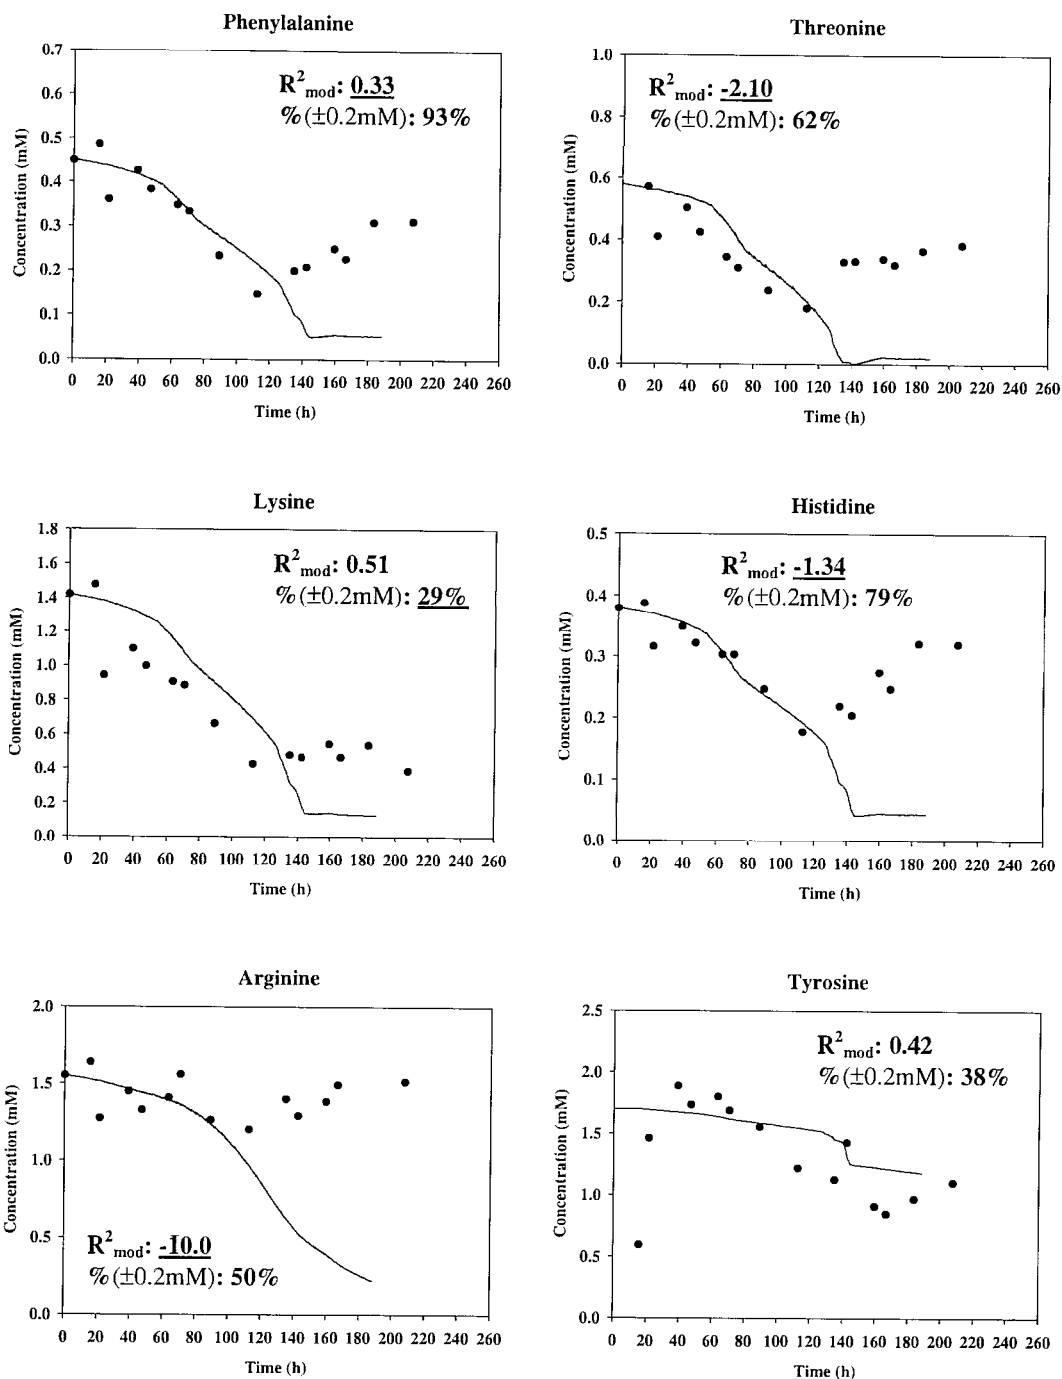 Phenylalanine
R²mod: 0.33
%(±0.2mM): 93%
0.7
0.6
0.5
0.4
0.3
0.2
0.1
0.0
Concentration (mM)
0 20 40 60 80 100 120 140 160 180 200 220 240 260
Time (h)
Threonine
R²mod: -2.10
%(±0.2mM): 62%
1.0
0.8
0.6
0.4
0.2
0.0
Concentration (mM)
0 20 40 60 80 100 120 140 160 180 200 220 240 260
Time (h)
Lysine
R²mod: 0.51
%(±0.2mM): 29%
1.8
1.6
1.4
1.2
1.0
0.8
0.6
0.4
0.2
0.0
Concentration (mM)
0 20 40 60 80 100 120 140 160 180 200 220 240 260
Time (h)
Histidine
R²mod: -1.34
%(±0.2mM): 79%
0.5
0.4
0.3
0.2
0.1
0.0
Concentration (mM)
0 20 40 60 80 100 120 140 160 180 200 220 240 260
Time (h)
Arginine
2.0
1.5
1.0
0.5
0.0
Concentration (mM)
R²mod: -10.0
%(±0.2mM): 50%
0 20 40 60 80 100 120 140 160 180 200 220 240 260
Time (h)
Tyrosine
R²mod: 0.42
%(±0.2mM): 38%
2.5
2.0
1.5
1.0
0.5
0.0
Concentration (mM)
0 20 40 60 80 100 120 140 160 180 200 220 240 260
Time (h)